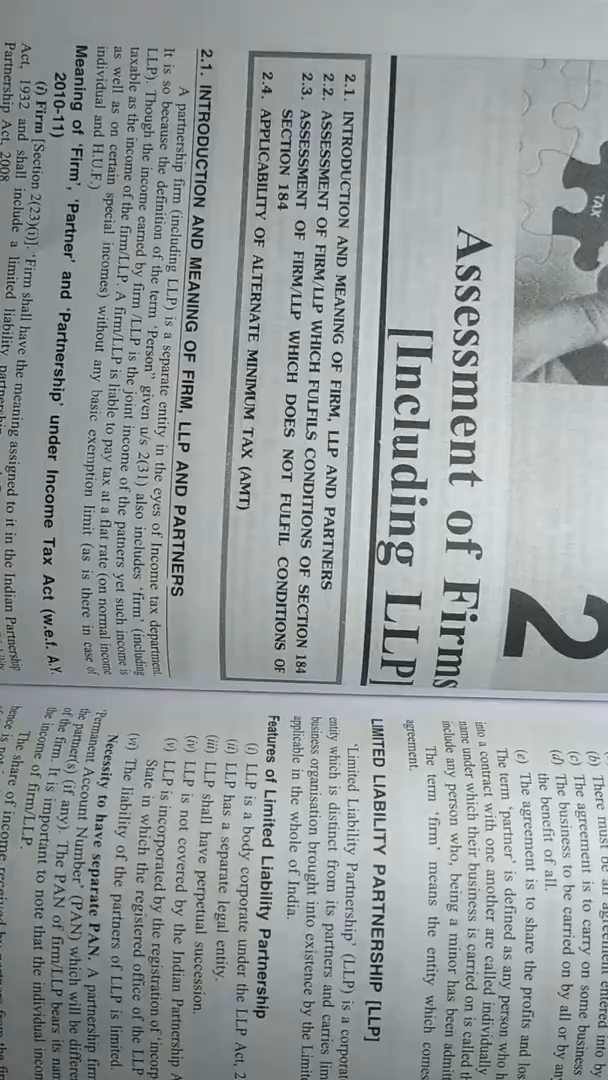 TAX
2
Assessment of Firms
[Including LLP]
2.1. INTRODUCTION AND MEANING OF FIRM, LLP AND PARTNERS
2.2. ASSESSMENT OF FIRM/LLP WHICH FULFILS CONDITIONS OF SECTION 184
2.3. ASSESSMENT OF FIRM/LLP WHICH DOES NOT FULFIL CONDITIONS OF
SECTION 184
2.4. APPLICABILITY OF ALTERNATE MINIMUM TAX (AMT)
2.1. INTRODUCTION AND MEANING OF FIRM, LLP AND PARTNERS
A partnership firm (including LLP) is a separate entity in the eyes of Income tax department.
It is so because the definition of the term 'Person" given u/s 2(31) also includes 'firm' (including
LLP). Though the income earned by firm /LLP is the joint income of the patners yet such income is
taxable as the income of the firm/LLP. A firm/LLP is liable to pay tax at a flat rate (on normal income
as well as on certain special incomes) without any basic exemption limit (as is there in case of
individual and H.U.F.)
Meaning of 'Firm', 'Partner' and 'Partnership' under Income Tax Act (w.e.f. A.Y.
2010-11)
(i) Firm [Section 2(23)(i)]. 'Firm shall have the meaning assigned to it in the Indian Partnership
Act, 1932 and shall include a limited liability partnership
Partnership Act, 2008.
(b) There must be an agreement entered into by
(c) The agreement is to carry on some business
(d) The business to be carried on by all or by an
the benefit of all.
(e) The agreement is to share the profits and los
The term 'partner' is defined as any person who h
into a contract with one another are called individually
name under which their business is carried on is called th
include any person who, being a minor has been admit
The term 'firm' means the entity which comes
agreement.
LIMITED LIABILITY PARTNERSHIP [LLP]
'Limited Liability Partnership' (LLP) is a corporat
entity which is distinct from its partners and carries lim
business organisation brought into existence by the Limit
applicable in the whole of India.
Features of Limited Liability Partnership
(i) LLP is a body corporate under the LLP Act, 2
(ii) LLP has a separate legal entity.
(iii) LLP shall have perpetual succession.
(iv) LLP is not covered by the Indian Partnership A
(v) LLP is incorporated by the registration of 'incorp
State in which the registered office of the LLP
(vi) The liability of the partners of LLP is limited.
Necessity to have separate PAN. A partnership firm
'Permanent Account Number' (PAN) which will be differe
the partner(s) (if any). The PAN of firm/LLP bears its nam
of the firm. It is important to note that the individual incom
the income of firm/LLP.
The share of income received by
hence is not